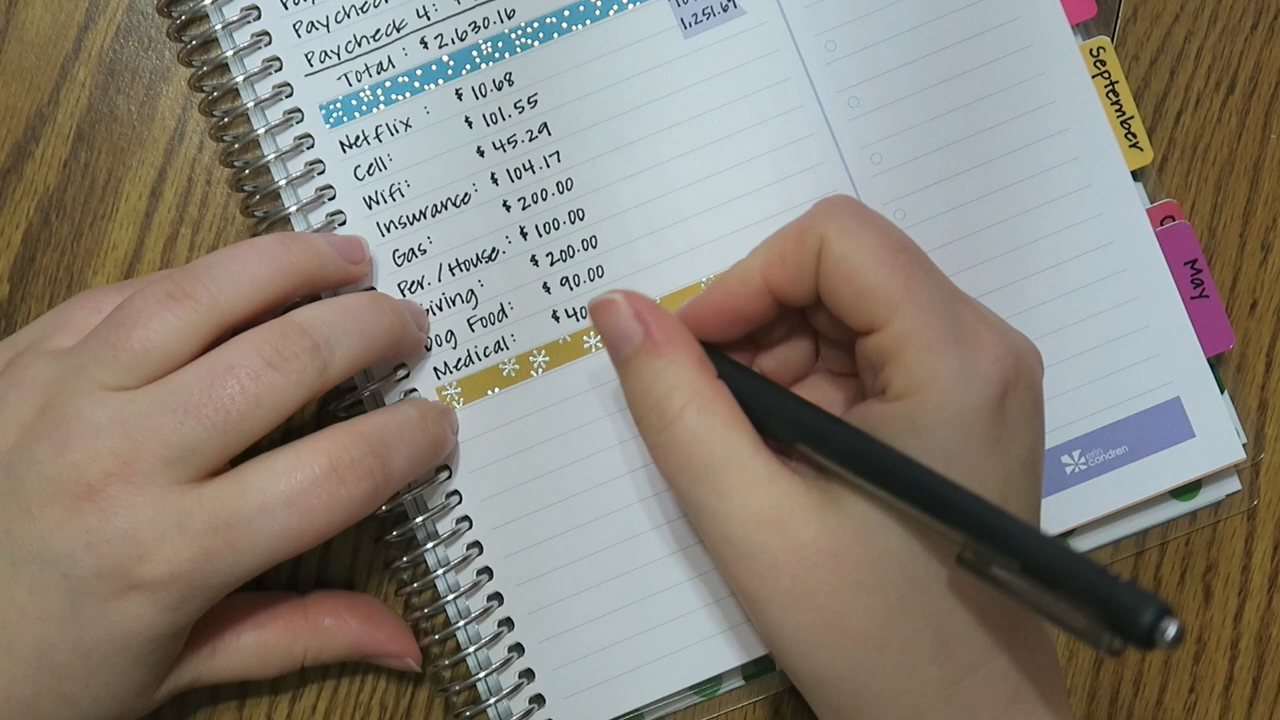 Paycheck
Paycheck 4:
Total: $2,630.16
1,251.69
Netflix: $10.68
Cell: $101.55
Wifi: $45.29
Insurance: $104.17
Gas: $200.00
Per./House.: $100.00
Giving: $200.00
Dog Food: $90.00
Medical: $40
September
May
erin
condren